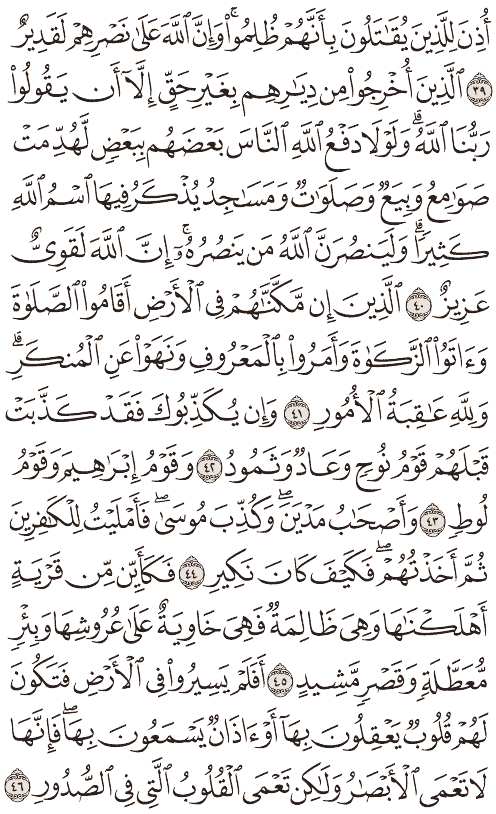 أُذِنَ لِلَّذِينَ يُقَٰتَلُونَ بِأَنَّهُمْ ظُلِمُوا۟ۚ وَإِنَّ ٱللَّهَ عَلَىٰ نَصْرِهِمْ لَقَدِيرٌ
٣٩ ٱلَّذِينَ أُخْرِجُوا۟ مِن دِيَٰرِهِم بِغَيْرِ حَقٍّ إِلَّآ أَن يَقُولُوا۟
رَبُّنَا ٱللَّهُۗ وَلَوْلَا دَفْعُ ٱللَّهِ ٱلنَّاسَ بَعْضَهُم بِبَعْضٍ لَّهُدِّمَتْ
صَوَٰمِعُ وَبِيَعٌ وَصَلَوَٰتٌ وَمَسَٰجِدُ يُذْكَرُ فِيهَا ٱسْمُ ٱللَّهِ
كَثِيرًاۗ وَلَيَنصُرَنَّ ٱللَّهُ مَن يَنصُرُهُۥٓۚ إِنَّ ٱللَّهَ لَقَوِىٌّ
عَزِيزٌ ٤٠ ٱلَّذِينَ إِن مَّكَّنَّٰهُمْ فِى ٱلْأَرْضِ أَقَامُوا۟ ٱلصَّلَوٰةَ
وَءَاتَوُا۟ ٱلزَّكَوٰةَ وَأَمَرُوا۟ بِٱلْمَعْرُوفِ وَنَهَوْا۟ عَنِ ٱلْمُنكَرِۗ
وَلِلَّهِ عَٰقِبَةُ ٱلْأُمُورِ ٤١ وَإِن يُكَذِّبُوكَ فَقَدْ كَذَّبَتْ
قَبْلَهُمْ قَوْمُ نُوحٍ وَعَادٌ وَثَمُودُ ٤٢ وَقَوْمُ إِبْرَٰهِيمَ وَقَوْمُ
لُوطٍ ٤٣ وَأَصْحَٰبُ مَدْيَنَۖ وَكُذِّبَ مُوسَىٰۖ فَأَمْلَيْتُ لِلْكَٰفِرِينَ
ثُمَّ أَخَذْتُهُمْۖ فَكَيْفَ كَانَ نَكِيرِ ٤٤ فَكَأَيِّن مِّن قَرْيَةٍ
أَهْلَكْنَٰهَا وَهِىَ ظَالِمَةٌ فَهِىَ خَاوِيَةٌ عَلَىٰ عُرُوشِهَا وَبِئْرٍ
مُّعَطَّلَةٍ وَقَصْرٍ مَّشِيدٍ ٤٥ أَفَلَمْ يَسِيرُوا۟ فِى ٱلْأَرْضِ فَتَكُونَ
لَهُمْ قُلُوبٌ يَعْقِلُونَ بِهَآ أَوْ ءَاذَانٌ يَسْمَعُونَ بِهَاۖ فَإِنَّهَا
لَا تَعْمَى ٱلْأَبْصَٰرُ وَلَٰكِن تَعْمَى ٱلْقُلُوبُ ٱلَّتِى فِى ٱلصُّدُورِ ٤٦